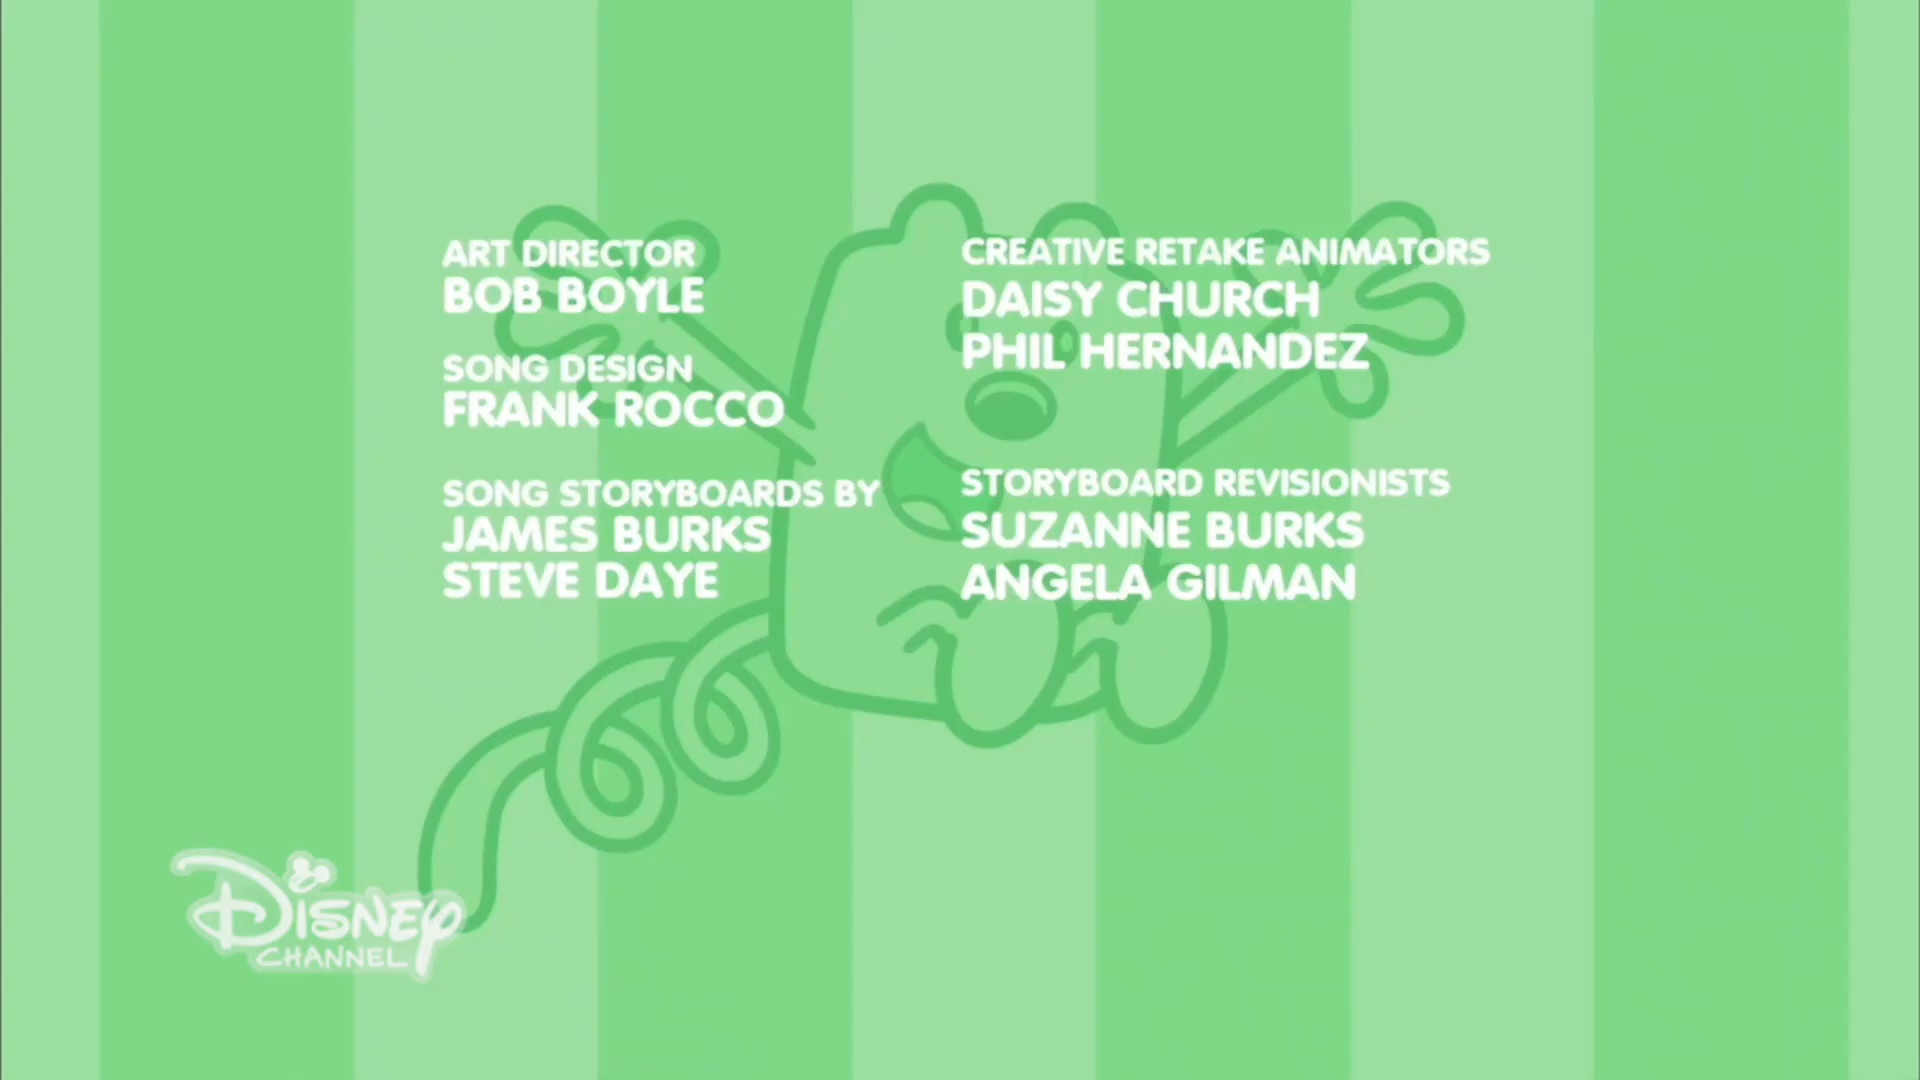 ART DIRECTOR
BOB BOYLE
SONG DESIGN
FRANK ROCCO
SONG STORYBOARDS BY
JAMES BURKS
STEVE DAYE
CREATIVE RETAKE ANIMATORS
DAISY CHURCH
PHIL HERNANDEZ
STORYBOARD REVISIONISTS
SUZANNE BURKS
ANGELA GILMAN
DISNEY
CHANNEL